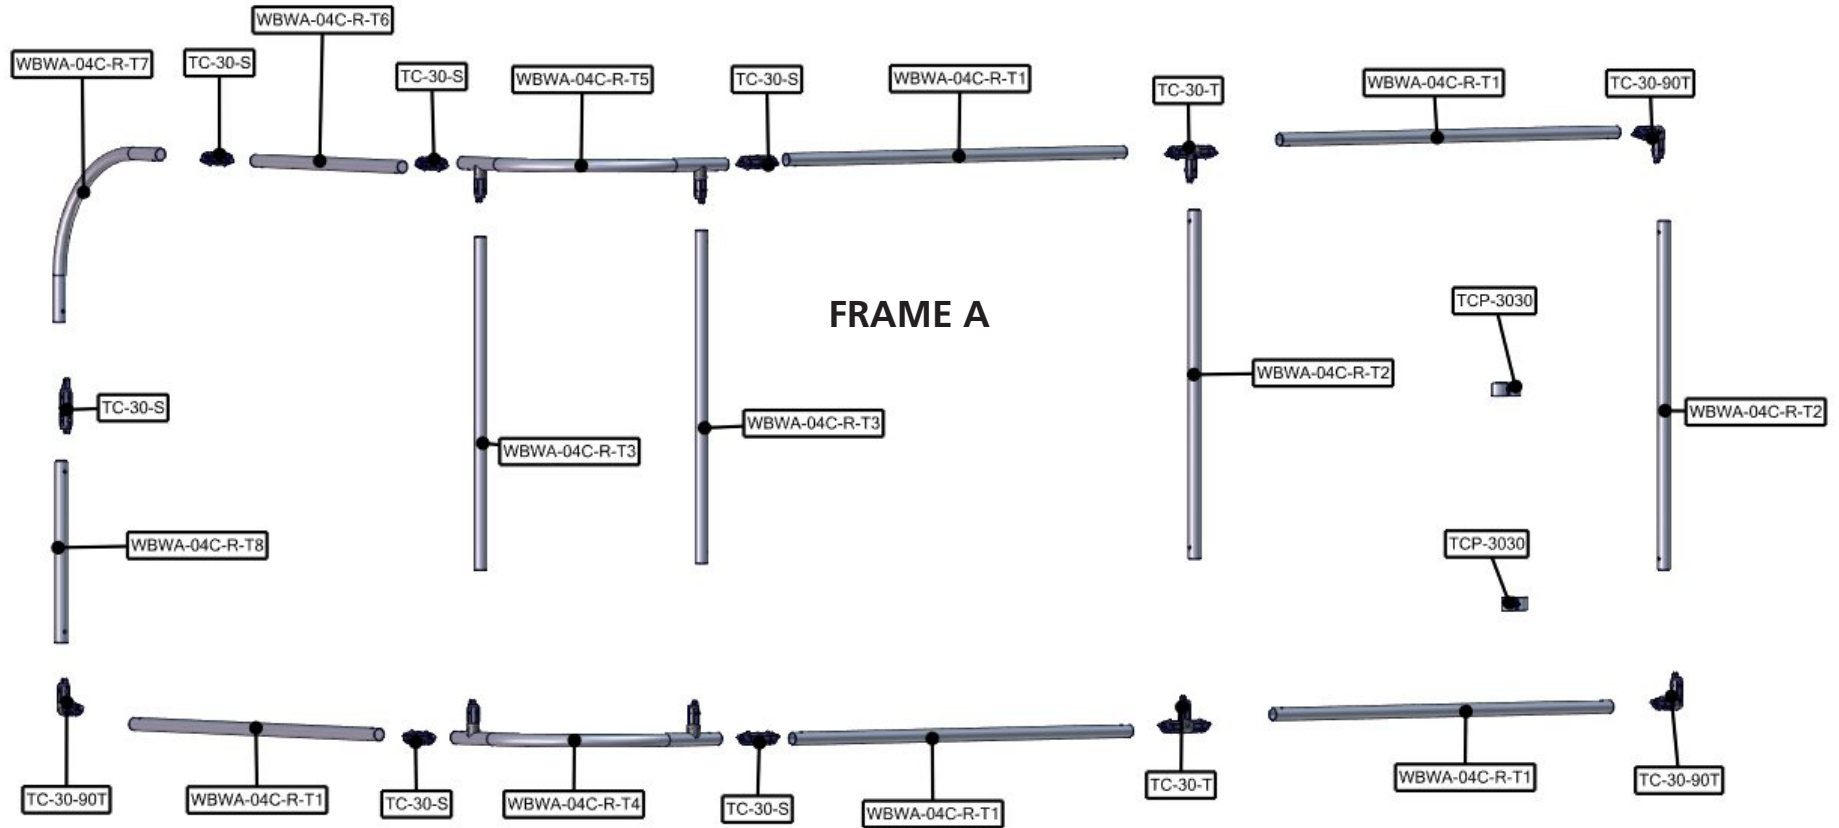 WBWA-04C-R-T6
WBWA-04C-R-T7
TC-30-S
TC-30-S
WBWA-04C-R-T5
TC-30-S
WBWA-04C-R-T1
TC-30-T
WBWA-04C-R-T1
TC-30-90T
FRAME A
TCP-3030
WBWA-04C-R-T2
TC-30-S
WBWA-04C-R-T2
WBWA-04C-R-T3
WBWA-04C-R-T3
WBWA-04C-R-T8
TCP-3030
TC-30-90T
WBWA-04C-R-T1
TC-30-S
WBWA-04C-R-T4
TC-30-S
WBWA-04C-R-T1
TC-30-T
WBWA-04C-R-T1
TC-30-90T